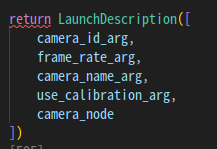 return LaunchDescription([
    camera_id_arg,
    frame_rate_arg,
    camera_name_arg,
    use_calibration_arg,
    camera_node
])